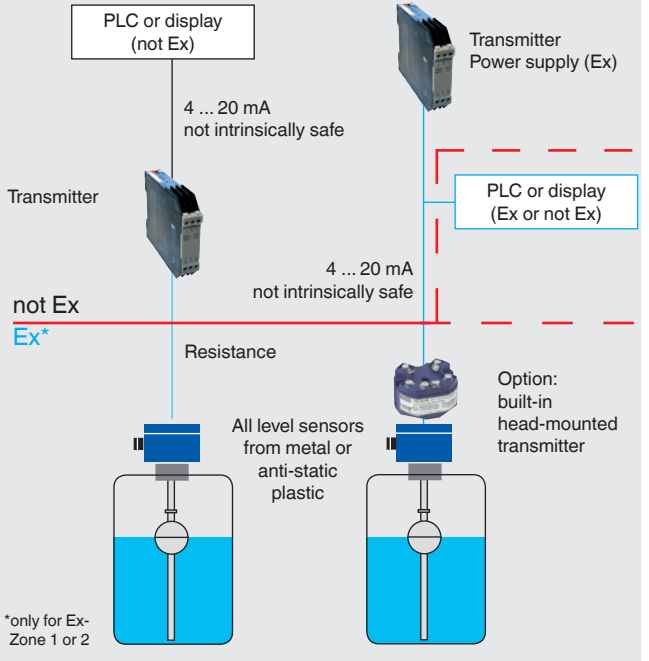 PLC or display
(not Ex)
Transmitter
Power supply (Ex)
4 ... 20 mA
not intrinsically safe
Transmitter
PLC or display
(Ex or not Ex)
4 ... 20 mA
not intrinsically safe
not Ex
Ex*
Resistance
Option:
built-in
head-mounted
transmitter
All level sensors
from metal or
anti-static
plastic
*only for Ex-
Zone 1 or 2